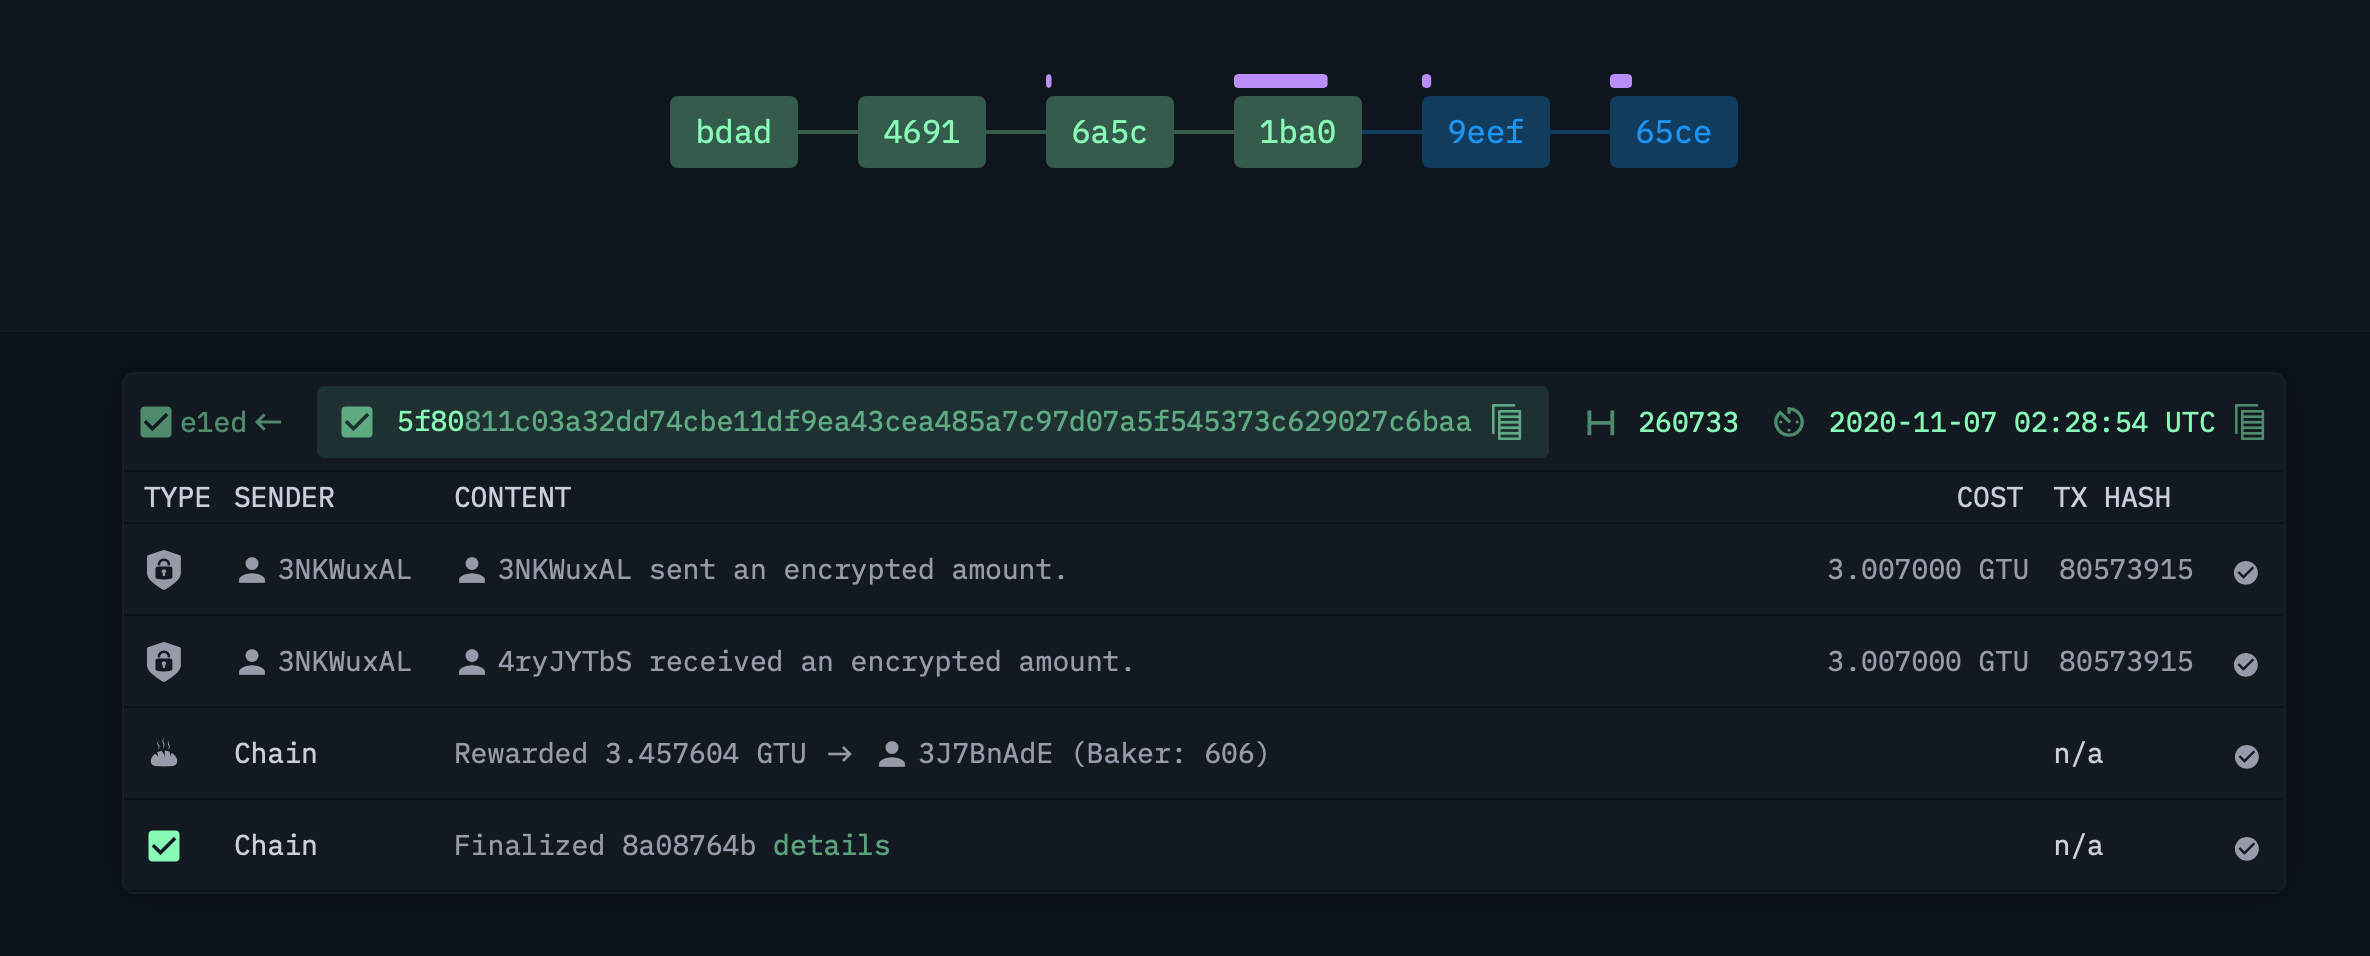 bdad 4691 6a5c 1ba0 9eef 65ce
e1ed ← 5f80811c03a32dd74cbe11df9ea43cea485a7c97d07a5f545373c629027c6baa 260733 2020-11-07 02:28:54 UTC
TYPE SENDER CONTENT COST TX HASH
3NKWuxAL 3NKWuxAL sent an encrypted amount. 3.007000 GTU 80573915
3NKWuxAL 4ryJYTbS received an encrypted amount. 3.007000 GTU 80573915
Chain Rewarded 3.457604 GTU → 3J7BnAdE (Baker: 606) n/a
Chain Finalized 8a08764b details n/a